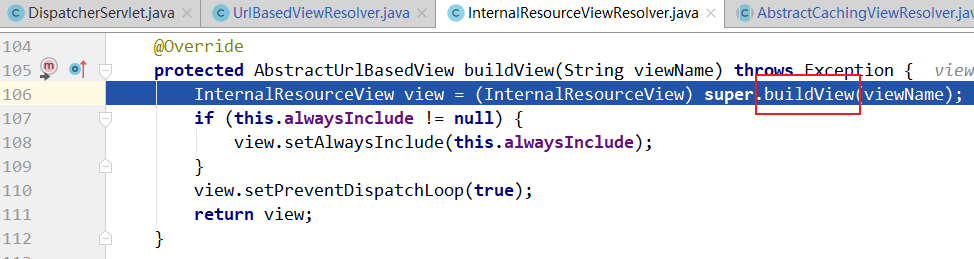 DispatcherServlet.java UrlBasedViewResolver.java InternalResourceViewResolver.java AbstractCachingViewResolver.jav
104 @Override
105 protected AbstractUrlBasedView buildView(String viewName) throws Exception { view
106 InternalResourceView view = (InternalResourceView) super.buildView(viewName);
107 if (this.alwaysInclude != null) {
108 view.setAlwaysInclude(this.alwaysInclude);
109 }
110 view.setPreventDispatchLoop(true);
111 return view;
112 }
113